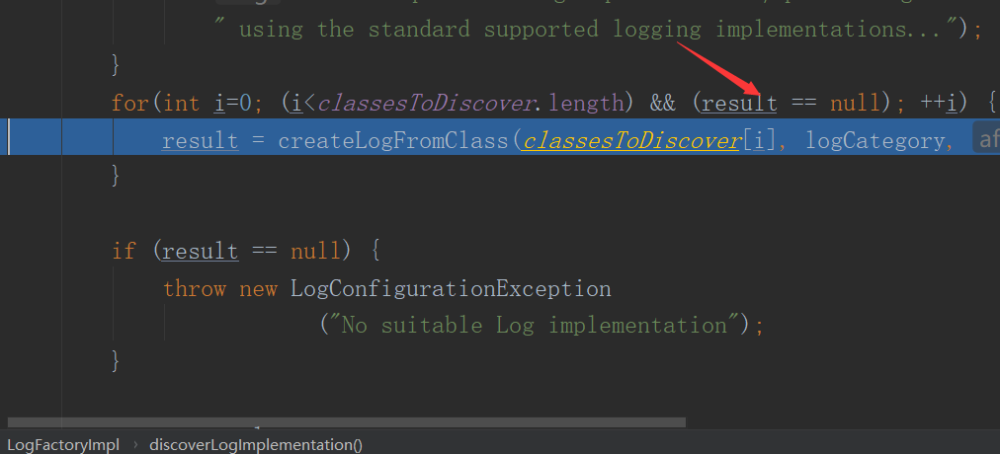 " using the standard supported logging implementations...");
}
for(int i=0; (i<classesToDiscover.length) && (result == null); ++i) {
result = createLogFromClass(classesToDiscover[i], logCategory, af
}
if (result == null) {
throw new LogConfigurationException
("No suitable Log implementation");
}
LogFactoryImpl › discoverLogImplementation()